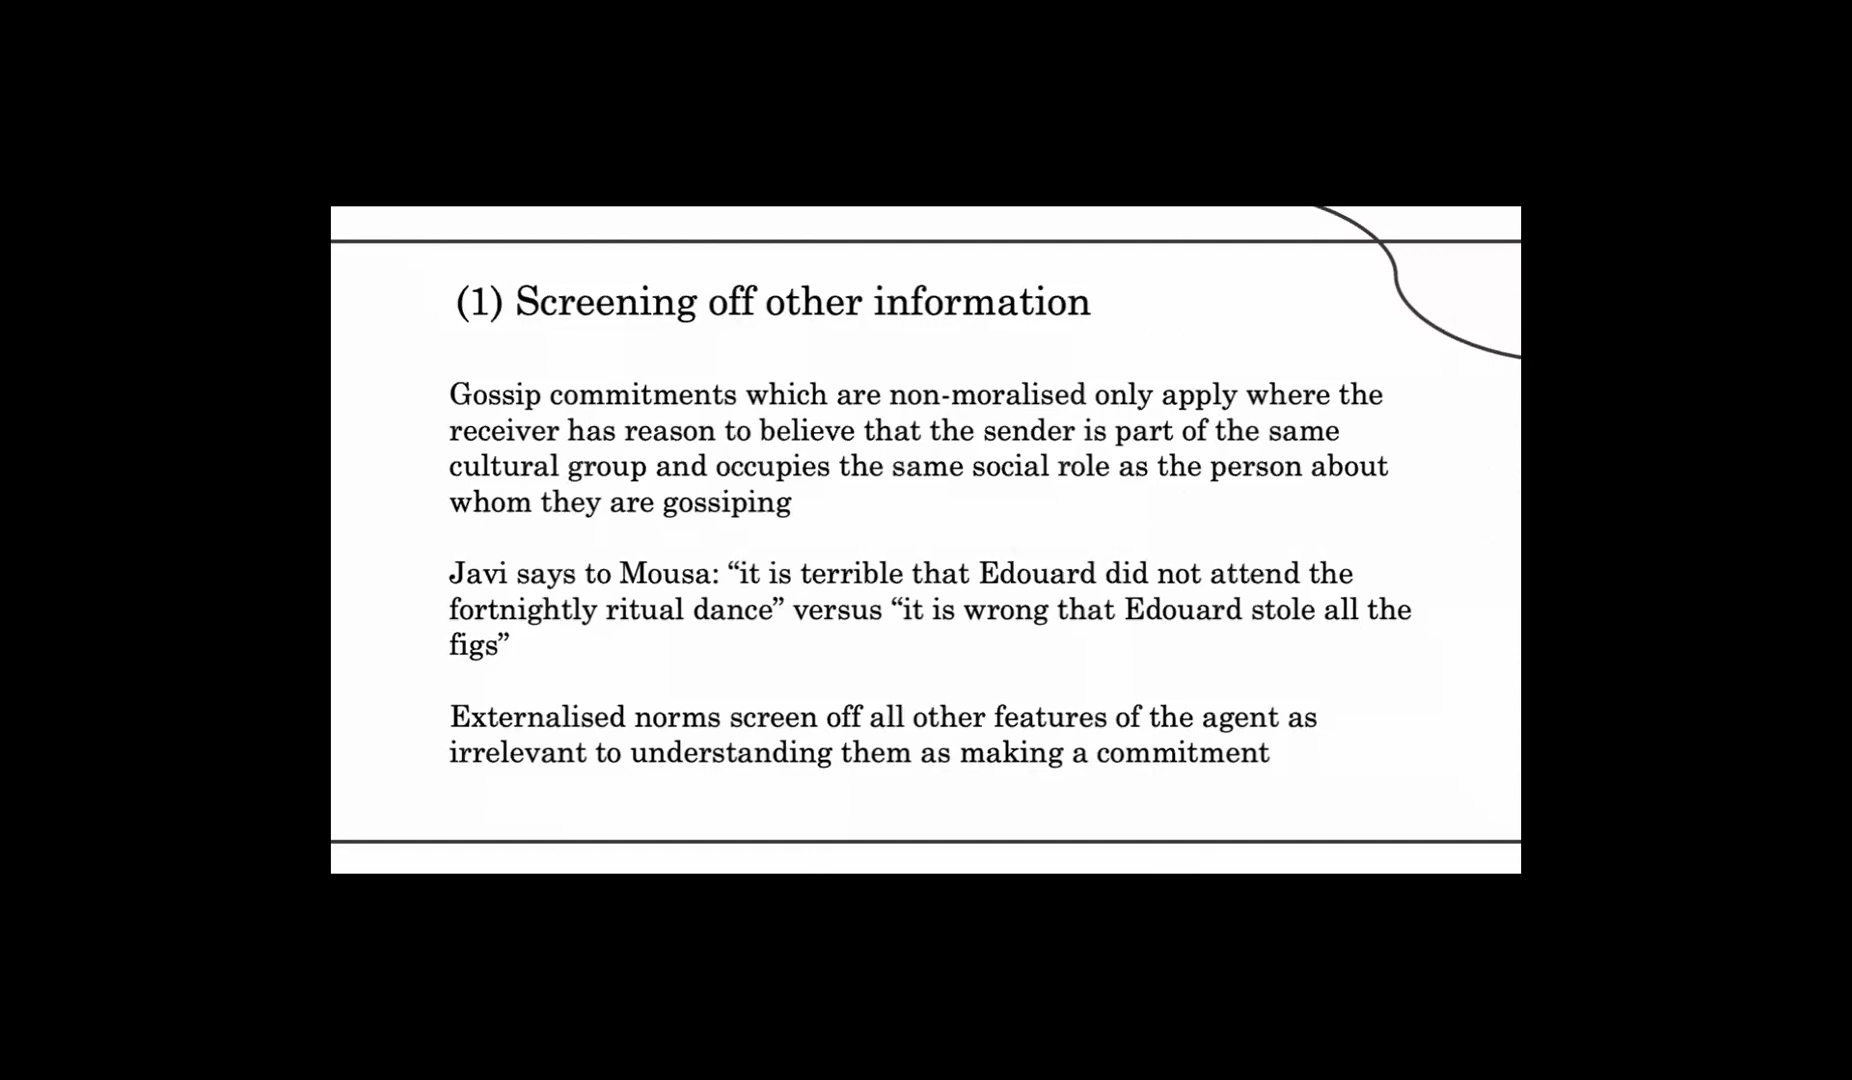 (1) Screening off other information
Gossip commitments which are non-moralised only apply where the
receiver has reason to believe that the sender is part of the same
cultural group and occupies the same social role as the person about
whom they are gossiping
Javi says to Mousa: “it is terrible that Edouard did not attend the
fortnightly ritual dance” versus “it is wrong that Edouard stole all the
figs”
Externalised norms screen off all other features of the agent as
irrelevant to understanding them as making a commitment